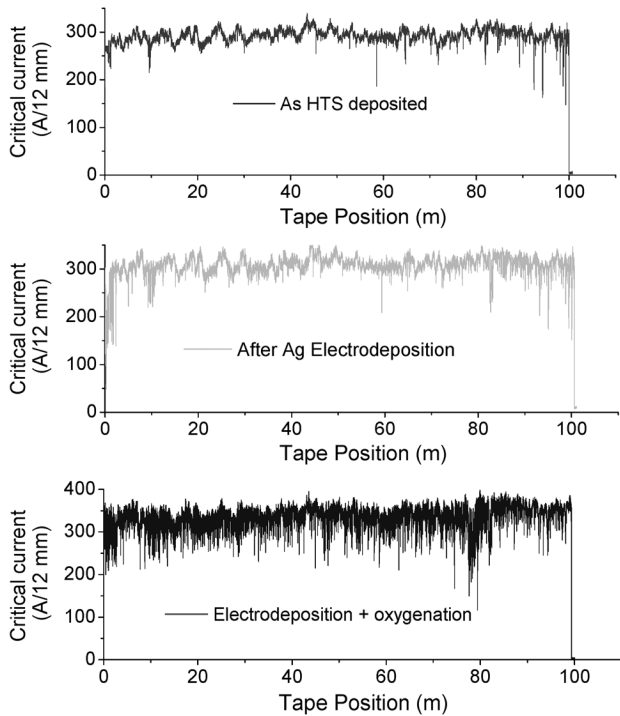 Critical current
(A/12 mm)
300
200
100
0
As HTS deposited
0 20 40 60 80 100
Tape Position (m)
Critical current
(A/12 mm)
300
200
100
0
After Ag Electrodeposition
0 20 40 60 80 100
Tape Position (m)
Critical current
(A/12 mm)
400
300
200
100
0
Electrodeposition + oxygenation
0 20 40 60 80 100
Tape Position (m)